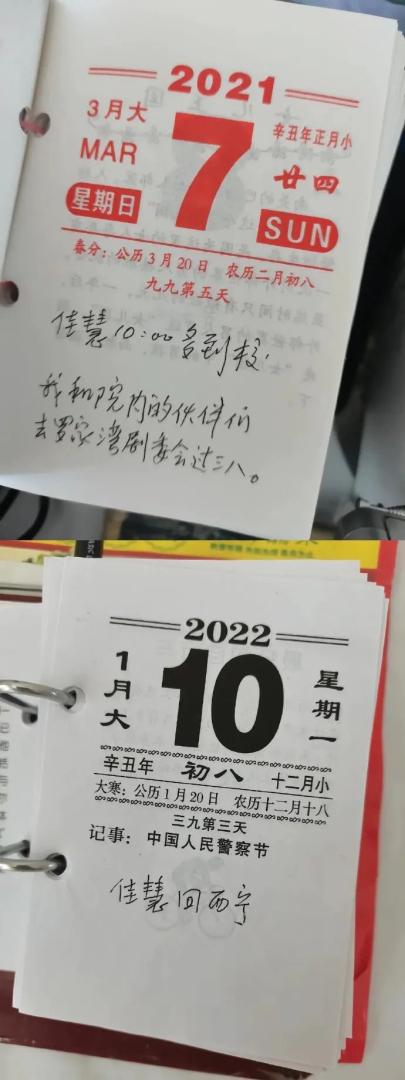 2021
3月大
辛丑年正月小
MAR
7
廿四
星期日
SUN
春分：公历3月20日 农历二月初八
九九第五天
佳慧10:00多到校
我和院内的伙伴们
去罗家湾剧委会过三八。
2022
1月大
10
星期一
辛丑年 初八 十二月小
大寒：公历1月20日 农历十二月十八
三九第三天
记事：中国人民警察节
佳慧回西宁